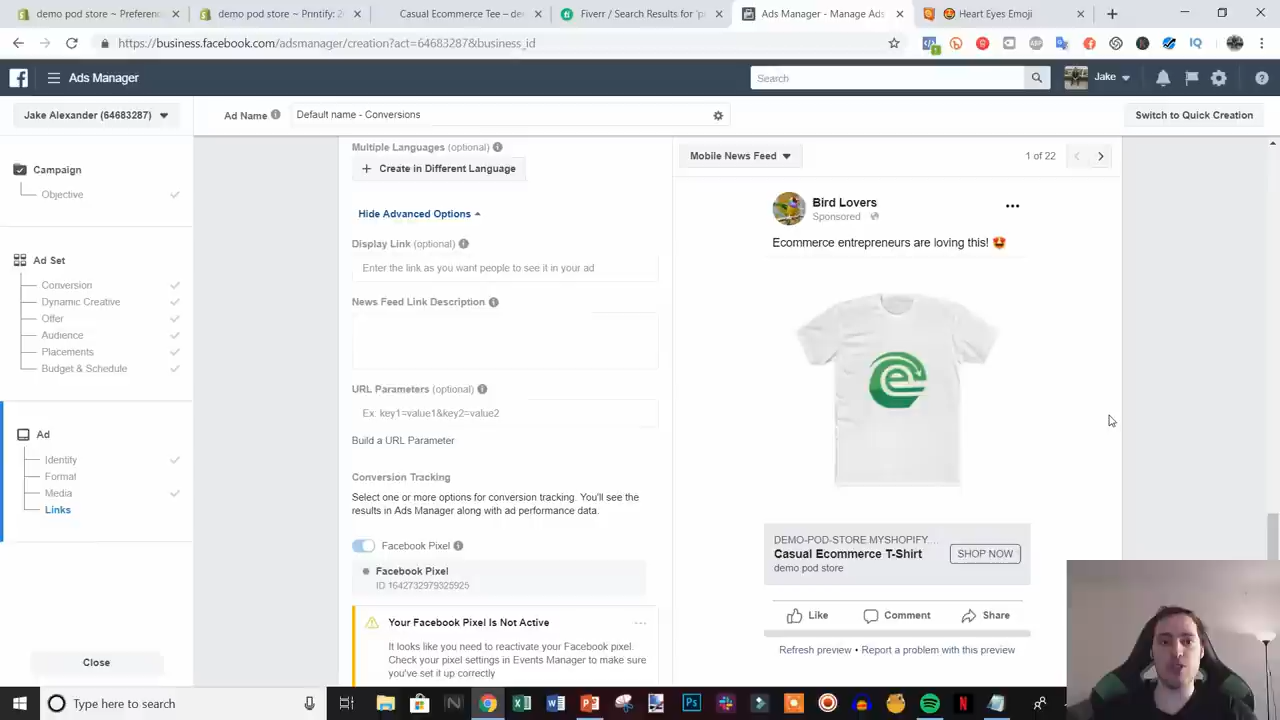 demo pod store ~ Preferenc
demo pod store ~ Printify: 2
Casual Ecommerce Tee – de
Fiverr / Search Results for 'p
Ads Manager - Manage Ads
Heart Eyes Emoji
https://business.facebook.com/adsmanager/creation?act=64683287&business_id
Ads Manager
Search
Jake
Jake Alexander (64683287)
Ad Name
Default name - Conversions
Switch to Quick Creation
Campaign
Objective
Ad Set
Conversion
Dynamic Creative
Offer
Audience
Placements
Budget & Schedule
Ad
Identity
Format
Media
Links
Close
Multiple Languages (optional)
+ Create in Different Language
Hide Advanced Options
Display Link (optional)
Enter the link as you want people to see it in your ad
News Feed Link Description
URL Parameters (optional)
Ex: key1=value1&key2=value2
Build a URL Parameter
Conversion Tracking
Select one or more options for conversion tracking. You'll see the
results in Ads Manager along with ad performance data.
Facebook Pixel
Facebook Pixel
ID 1642732979325925
Your Facebook Pixel Is Not Active
It looks like you need to reactivate your Facebook pixel.
Check your pixel settings in Events Manager to make sure
you've set it up correctly
Mobile News Feed
1 of 22
Bird Lovers
Sponsored
Ecommerce entrepreneurs are loving this! 😍
DEMO-POD-STORE.MYSHOPIFY....
Casual Ecommerce T-Shirt
SHOP NOW
demo pod store
Like
Comment
Share
Refresh preview • Report a problem with this preview
Type here to search